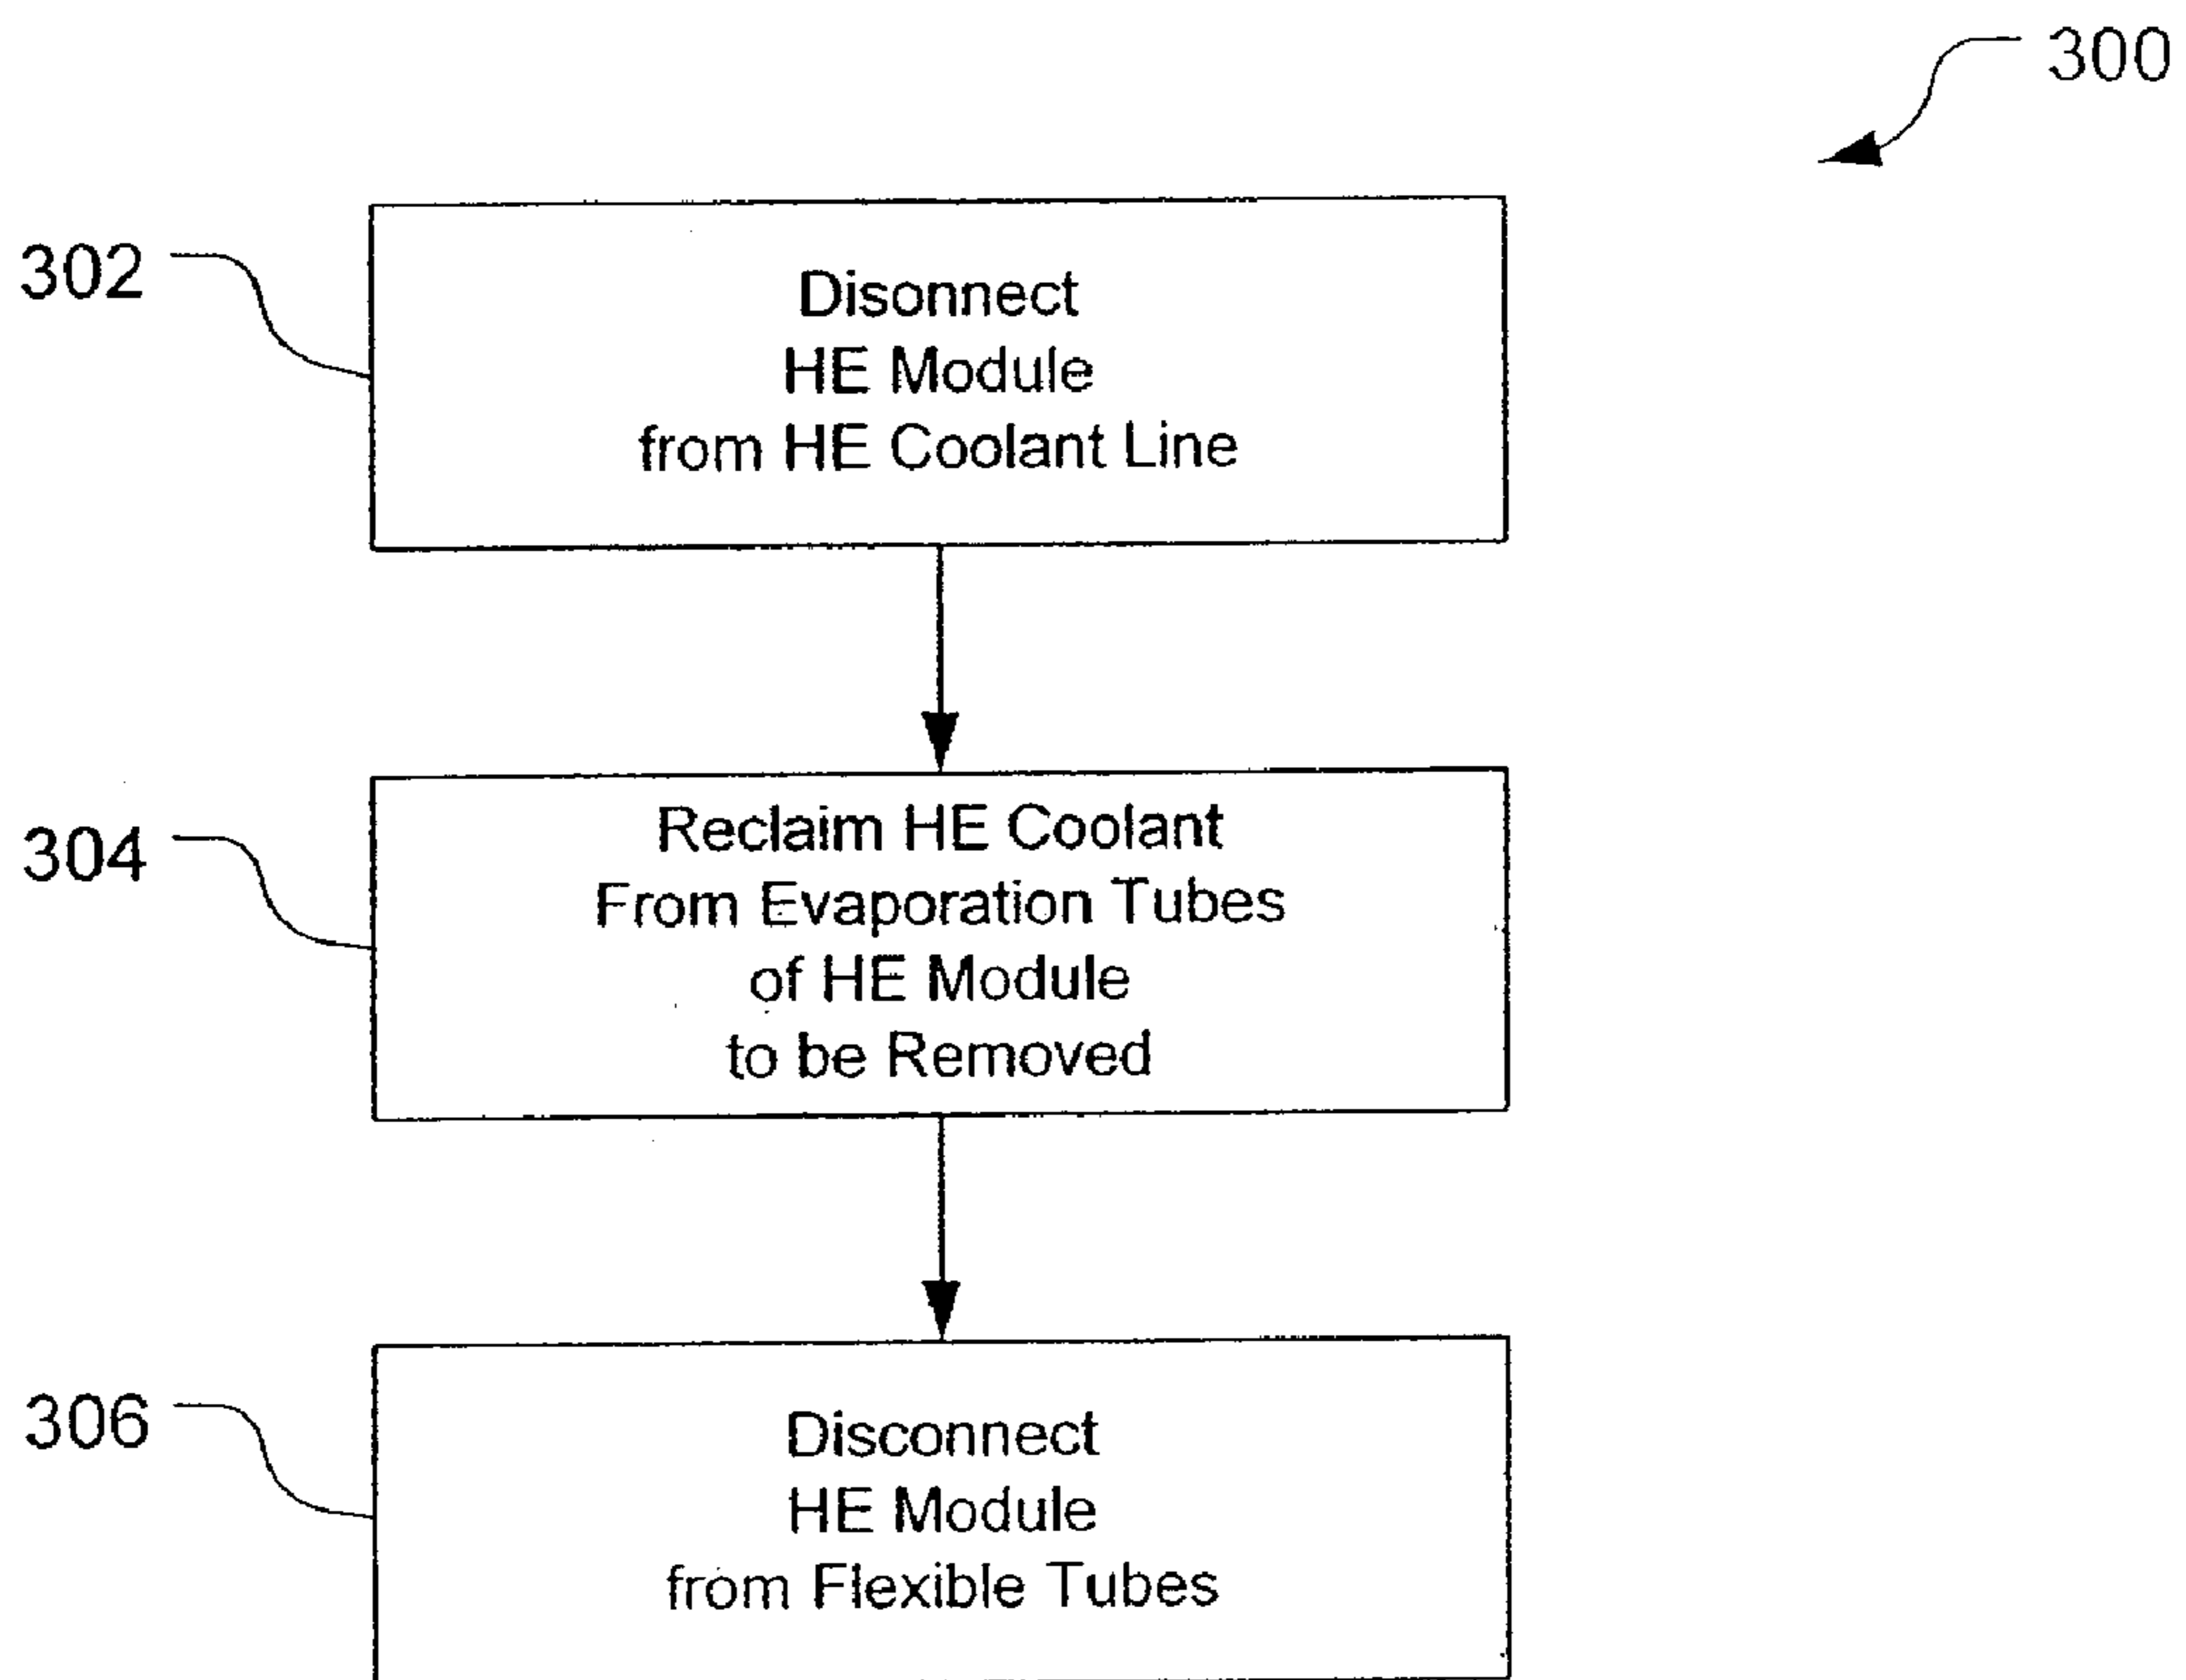 300
302
Disonnect
HE Module
from HE Coolant Line
304
Reclaim HE Coolant
From Evaporation Tubes
of HE Module
to be Removed
306
Disconnect
HE Module
from Flexible Tubes